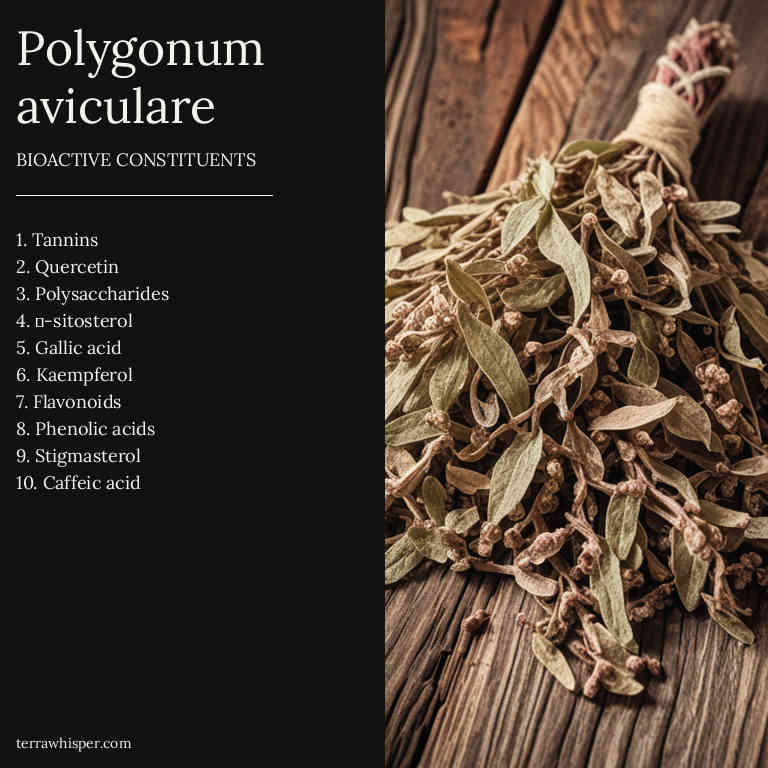 Polygonum
aviculare
BIOACTIVE CONSTITUENTS
1. Tannins
2. Quercetin
3. Polysaccharides
4. □-sitosterol
5. Gallic acid
6. Kaempferol
7. Flavonoids
8. Phenolic acids
9. Stigmasterol
10. Caffeic acid
terrawhisper.com